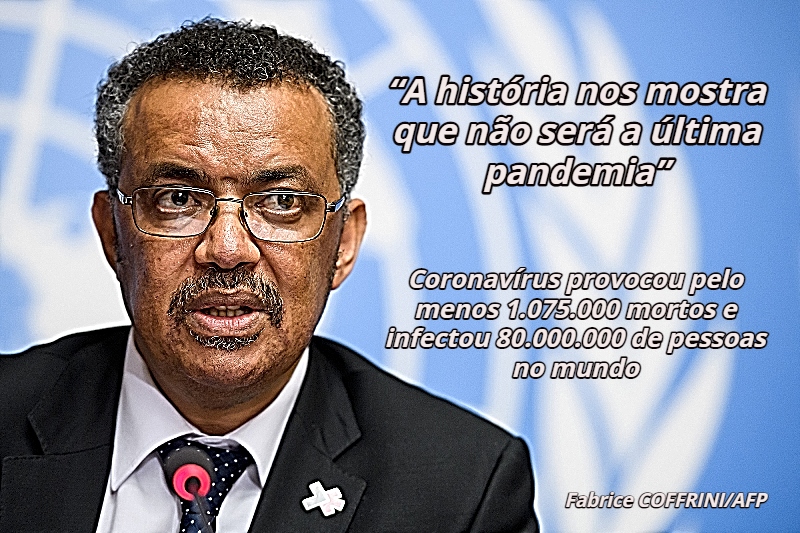 “A história nos mostra
que não será a última
pandemia”
Coronavírus provocou pelo
menos 1.075.000 mortos e
infectou 80.000.000 de pessoas
no mundo
Fabrice COFFRINI/AFP